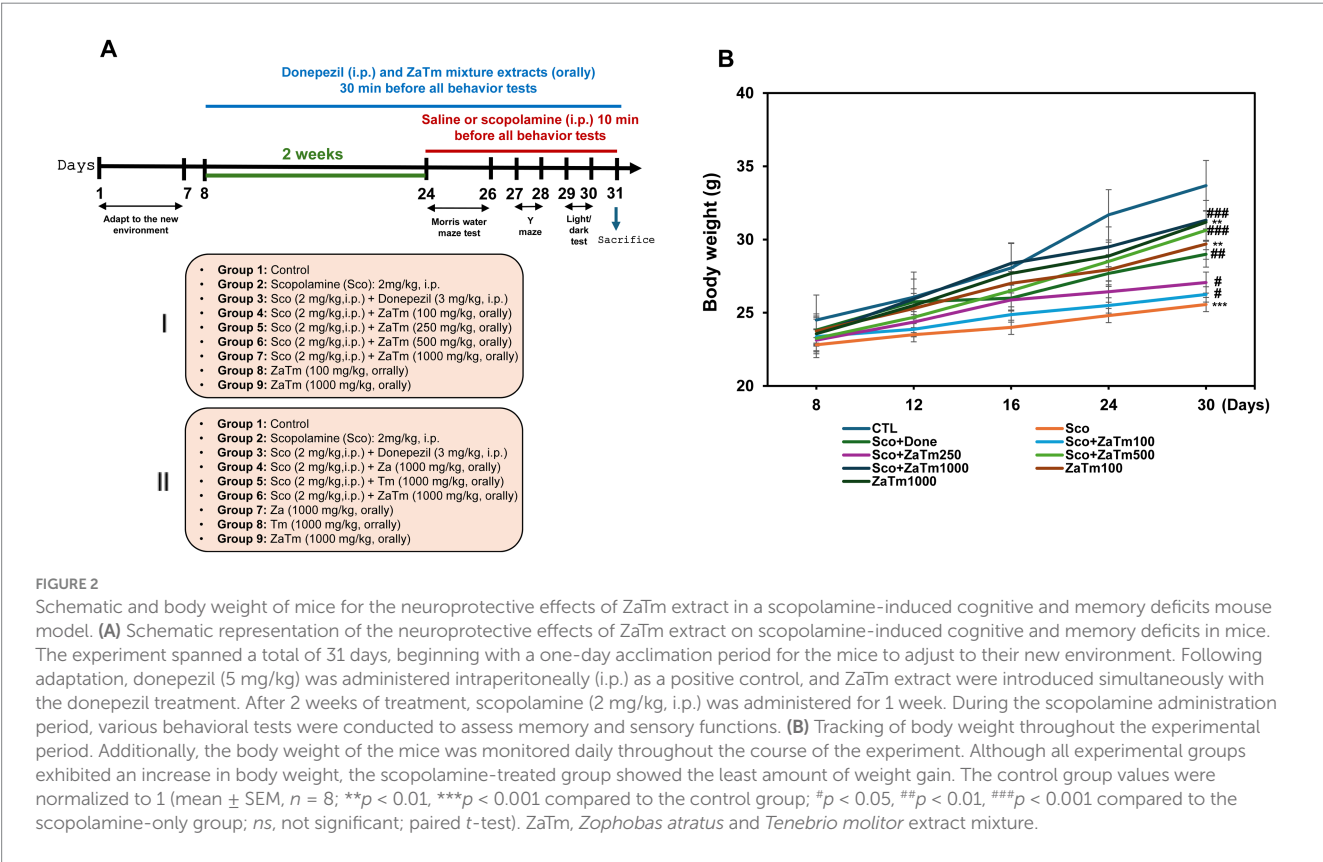 A
Donepezil (i.p.) and ZaTm mixture extracts (orally)
30 min before all behavior tests
Saline or scopolamine (i.p.) 10 min
before all behavior tests
Days
2 weeks
1 7 8 24 26 27 28 29 30 31
Adapt to the new
environment
Morris water
maze test
Y
maze
Light/
dark
test
Sacrifice
I
• Group 1: Control
• Group 2: Scopolamine (Sco): 2mg/kg, i.p.
• Group 3: Sco (2 mg/kg,i.p.) + Donepezil (3 mg/kg, i.p.)
• Group 4: Sco (2 mg/kg,i.p.) + ZaTm (100 mg/kg, orally)
• Group 5: Sco (2 mg/kg,i.p.) + ZaTm (250 mg/kg, orally)
• Group 6: Sco (2 mg/kg,i.p.) + ZaTm (500 mg/kg, orally)
• Group 7: Sco (2 mg/kg,i.p.) + ZaTm (1000 mg/kg, orally)
• Group 8: ZaTm (100 mg/kg, orrally)
• Group 9: ZaTm (1000 mg/kg, orally)
II
• Group 1: Control
• Group 2: Scopolamine (Sco): 2mg/kg, i.p.
• Group 3: Sco (2 mg/kg,i.p.) + Donepezil (3 mg/kg, i.p.)
• Group 4: Sco (2 mg/kg,i.p.) + Za (1000 mg/kg, orally)
• Group 5: Sco (2 mg/kg,i.p.) + Tm (1000 mg/kg, orally)
• Group 6: Sco (2 mg/kg,i.p.) + ZaTm (1000 mg/kg, orally)
• Group 7: Za (1000 mg/kg, orally)
• Group 8: Tm (1000 mg/kg, orrally)
• Group 9: ZaTm (1000 mg/kg, orally)
B
Body weight (g)
40
35
30
25
20
###
**
###
**
##
#
#
***
8 12 16 24 30 (Days)
CTL Sco
Sco+Done Sco+ZaTm100
Sco+ZaTm250 Sco+ZaTm500
Sco+ZaTm1000 ZaTm100
ZaTm1000
FIGURE 2
Schematic and body weight of mice for the neuroprotective effects of ZaTm extract in a scopolamine-induced cognitive and memory deficits mouse
model. (A) Schematic representation of the neuroprotective effects of ZaTm extract on scopolamine-induced cognitive and memory deficits in mice.
The experiment spanned a total of 31 days, beginning with a one-day acclimation period for the mice to adjust to their new environment. Following
adaptation, donepezil (5 mg/kg) was administered intraperitoneally (i.p.) as a positive control, and ZaTm extract were introduced simultaneously with
the donepezil treatment. After 2 weeks of treatment, scopolamine (2 mg/kg, i.p.) was administered for 1 week. During the scopolamine administration
period, various behavioral tests were conducted to assess memory and sensory functions. (B) Tracking of body weight throughout the experimental
period. Additionally, the body weight of the mice was monitored daily throughout the course of the experiment. Although all experimental groups
exhibited an increase in body weight, the scopolamine-treated group showed the least amount of weight gain. The control group values were
normalized to 1 (mean ± SEM, n = 8; **p < 0.01, ***p < 0.001 compared to the control group; #p < 0.05, ##p < 0.01, ###p < 0.001 compared to the
scopolamine-only group; ns, not significant; paired t-test). ZaTm, Zophobas atratus and Tenebrio molitor extract mixture.